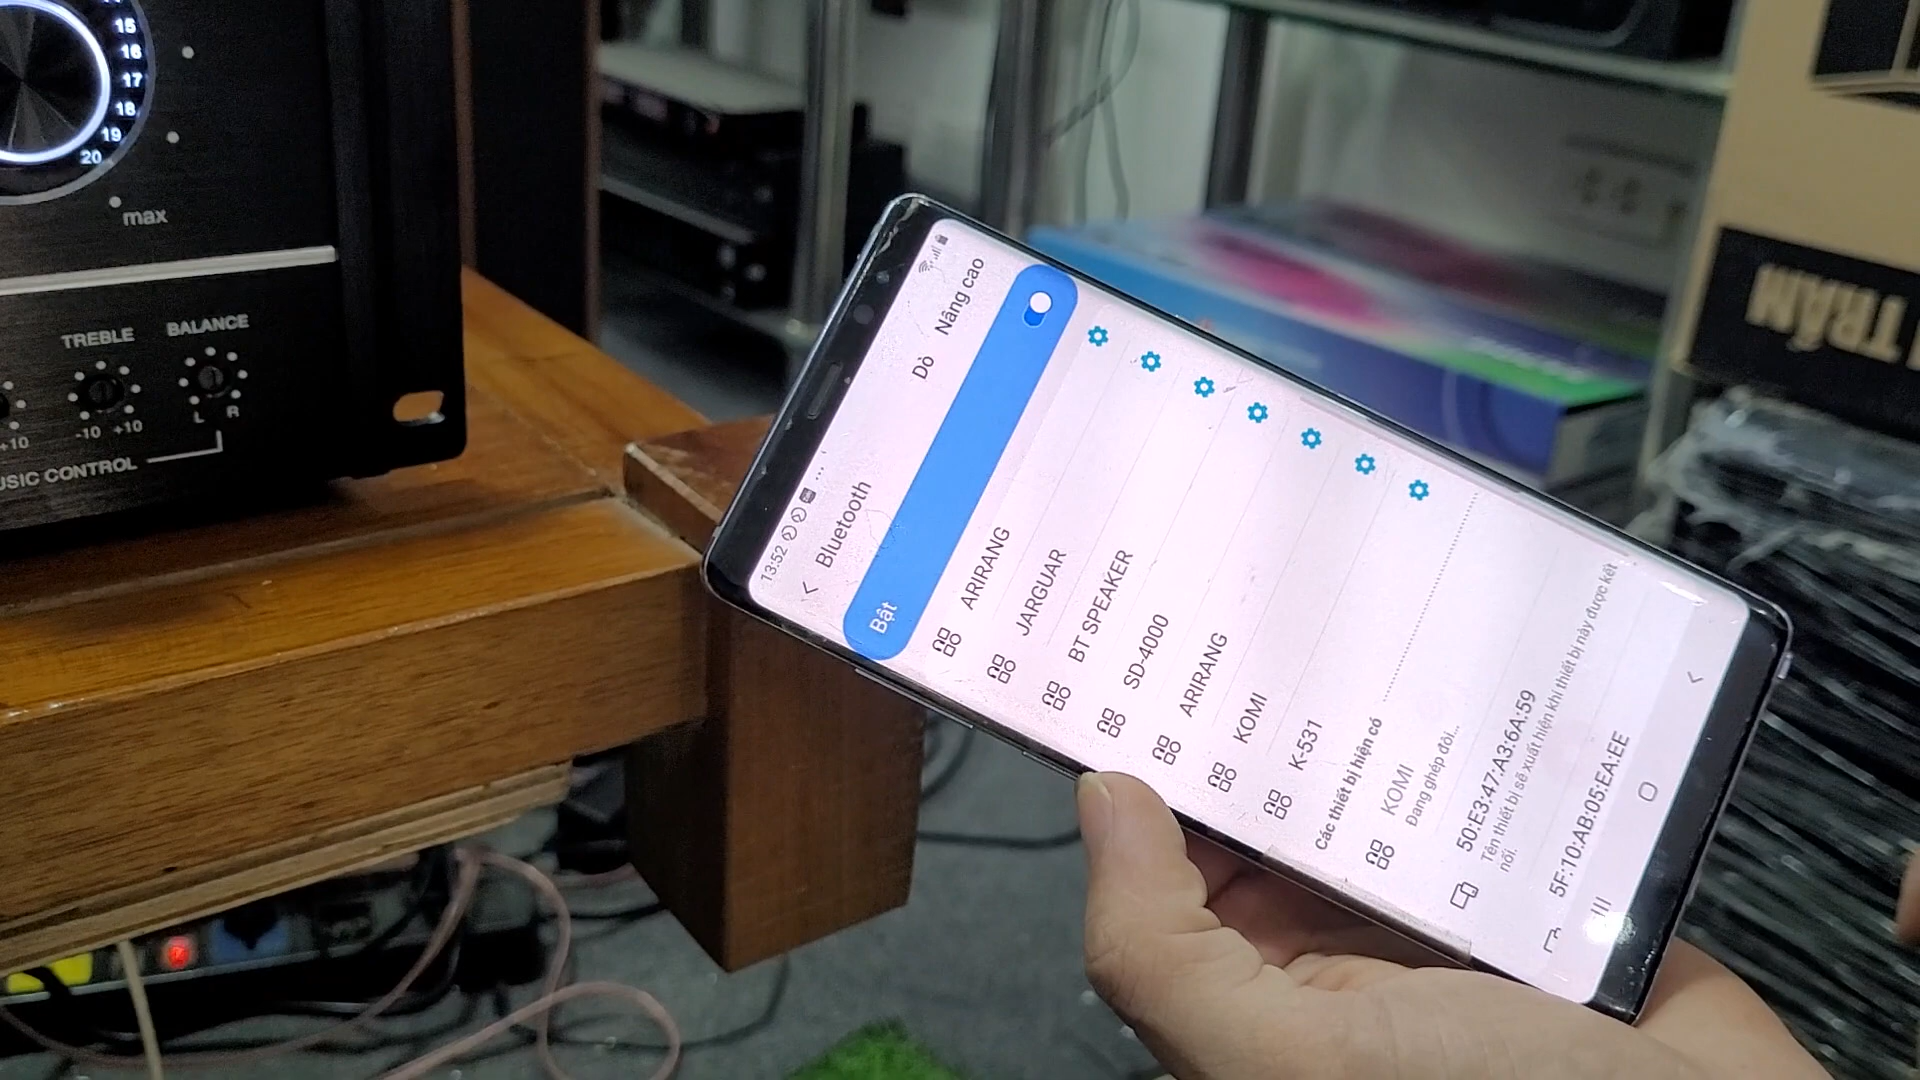 15
16
17
18
19
20
max
TREBLE
BALANCE
+10
-10 +10
L R
USIC CONTROL
13:52
Bluetooth
Dò
Nâng cao
Bật
ARIRANG
JARGUAR
BT SPEAKER
SD-4000
ARIRANG
KOMI
K-531
Các thiết bị hiện có
KOMI
Đang ghép đôi...
50:E3:47:A3:6A:59
Tên thiết bị sẽ xuất hiện khi thiết bị này được kết
nối.
5F:10:AB:05:EA:EE
TRÂM